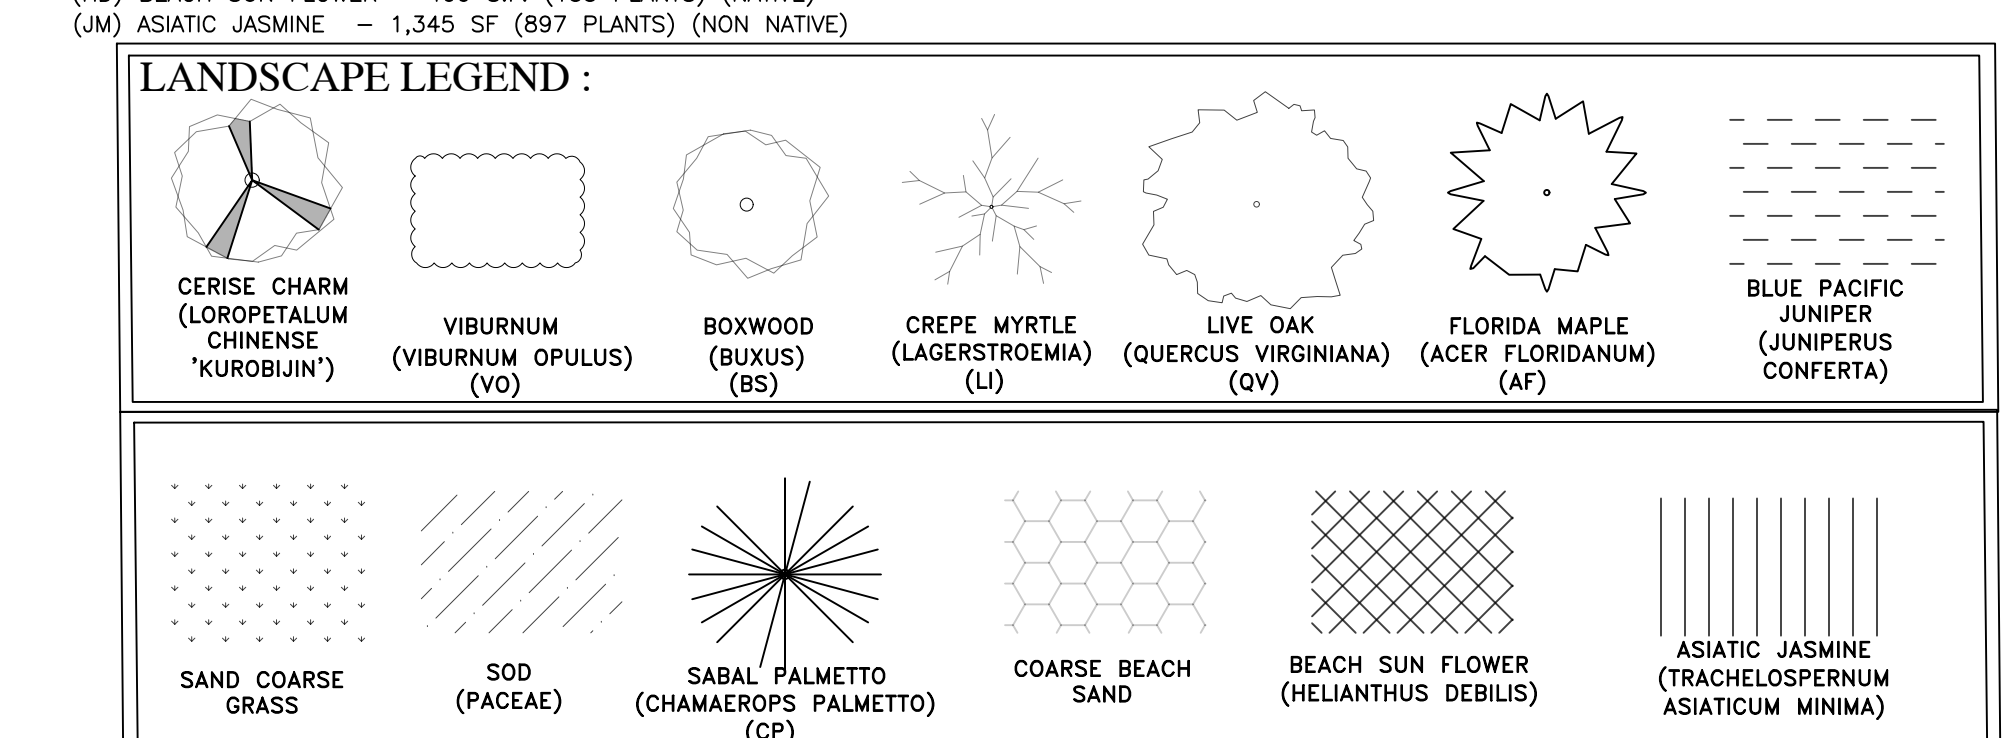 (JM) ASIATIC JASMINE – 1,345 SF (897 PLANTS) (NON NATIVE)
LANDSCAPE LEGEND :
CERISE CHARM
(LOROPETALUM
CHINENSE
'KUROBIJIN')
VIBURNUM
(VIBURNUM OPULUS)
(VO)
BOXWOOD
(BUXUS)
(BS)
CREPE MYRTLE
(LAGERSTROEMIA)
(LI)
LIVE OAK
(QUERCUS VIRGINIANA)
(QV)
FLORIDA MAPLE
(ACER FLORIDANUM)
(AF)
BLUE PACIFIC
JUNIPER
(JUNIPERUS
CONFERTA)
SAND COARSE
GRASS
SOD
(PACEAE)
SABAL PALMETTO
(CHAMAEROPS PALMETTO)
(CP)
COARSE BEACH
SAND
BEACH SUN FLOWER
(HELIANTHUS DEBILIS)
ASIATIC JASMINE
(TRACHELOSPERNUM
ASIATICUM MINIMA)